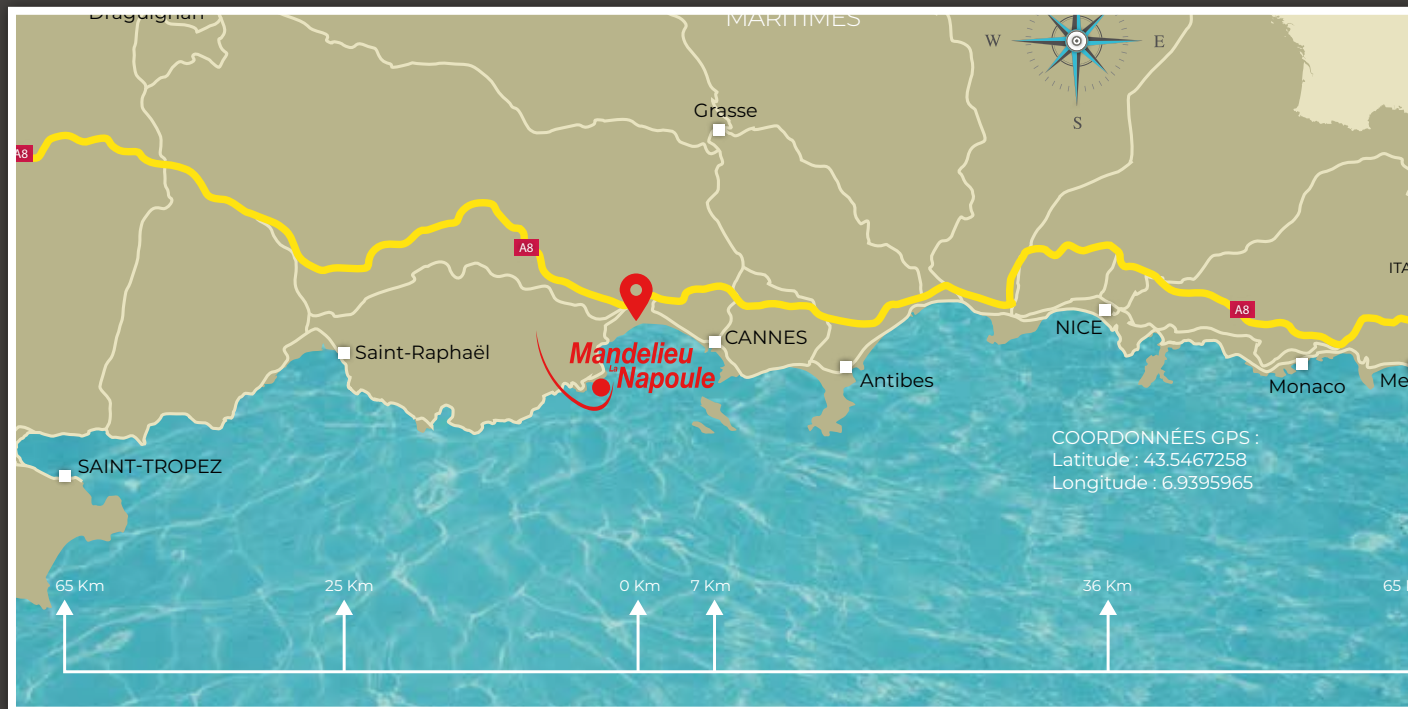 Draguignan
MARITIMES
W
E
S
Grasse
A8
A8
A8
NICE
CANNES
Saint-Raphaël
Mandelieu
La
Napoule
Antibes
Monaco
SAINT-TROPEZ
COORDONNÉES GPS :
Latitude : 43.5467258
Longitude : 6.9395965
65 Km
25 Km
0 Km
7 Km
36 Km
65